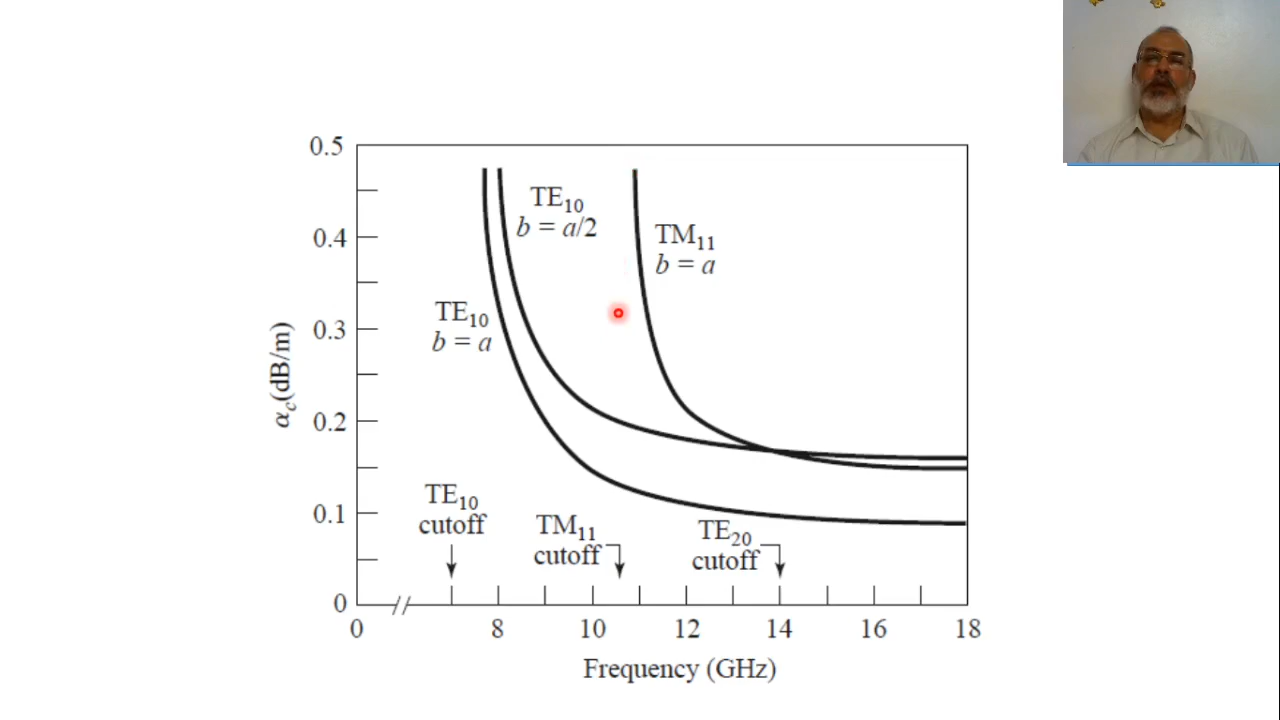 0.5
TE10
b = a/2
0.4
TM11
b = a
TE10
b = a
0.3
αc(dB/m)
0.2
TE10
cutoff
TM11
cutoff
TE20
cutoff
0.1
0
0 8 10 12 14 16 18
Frequency (GHz)